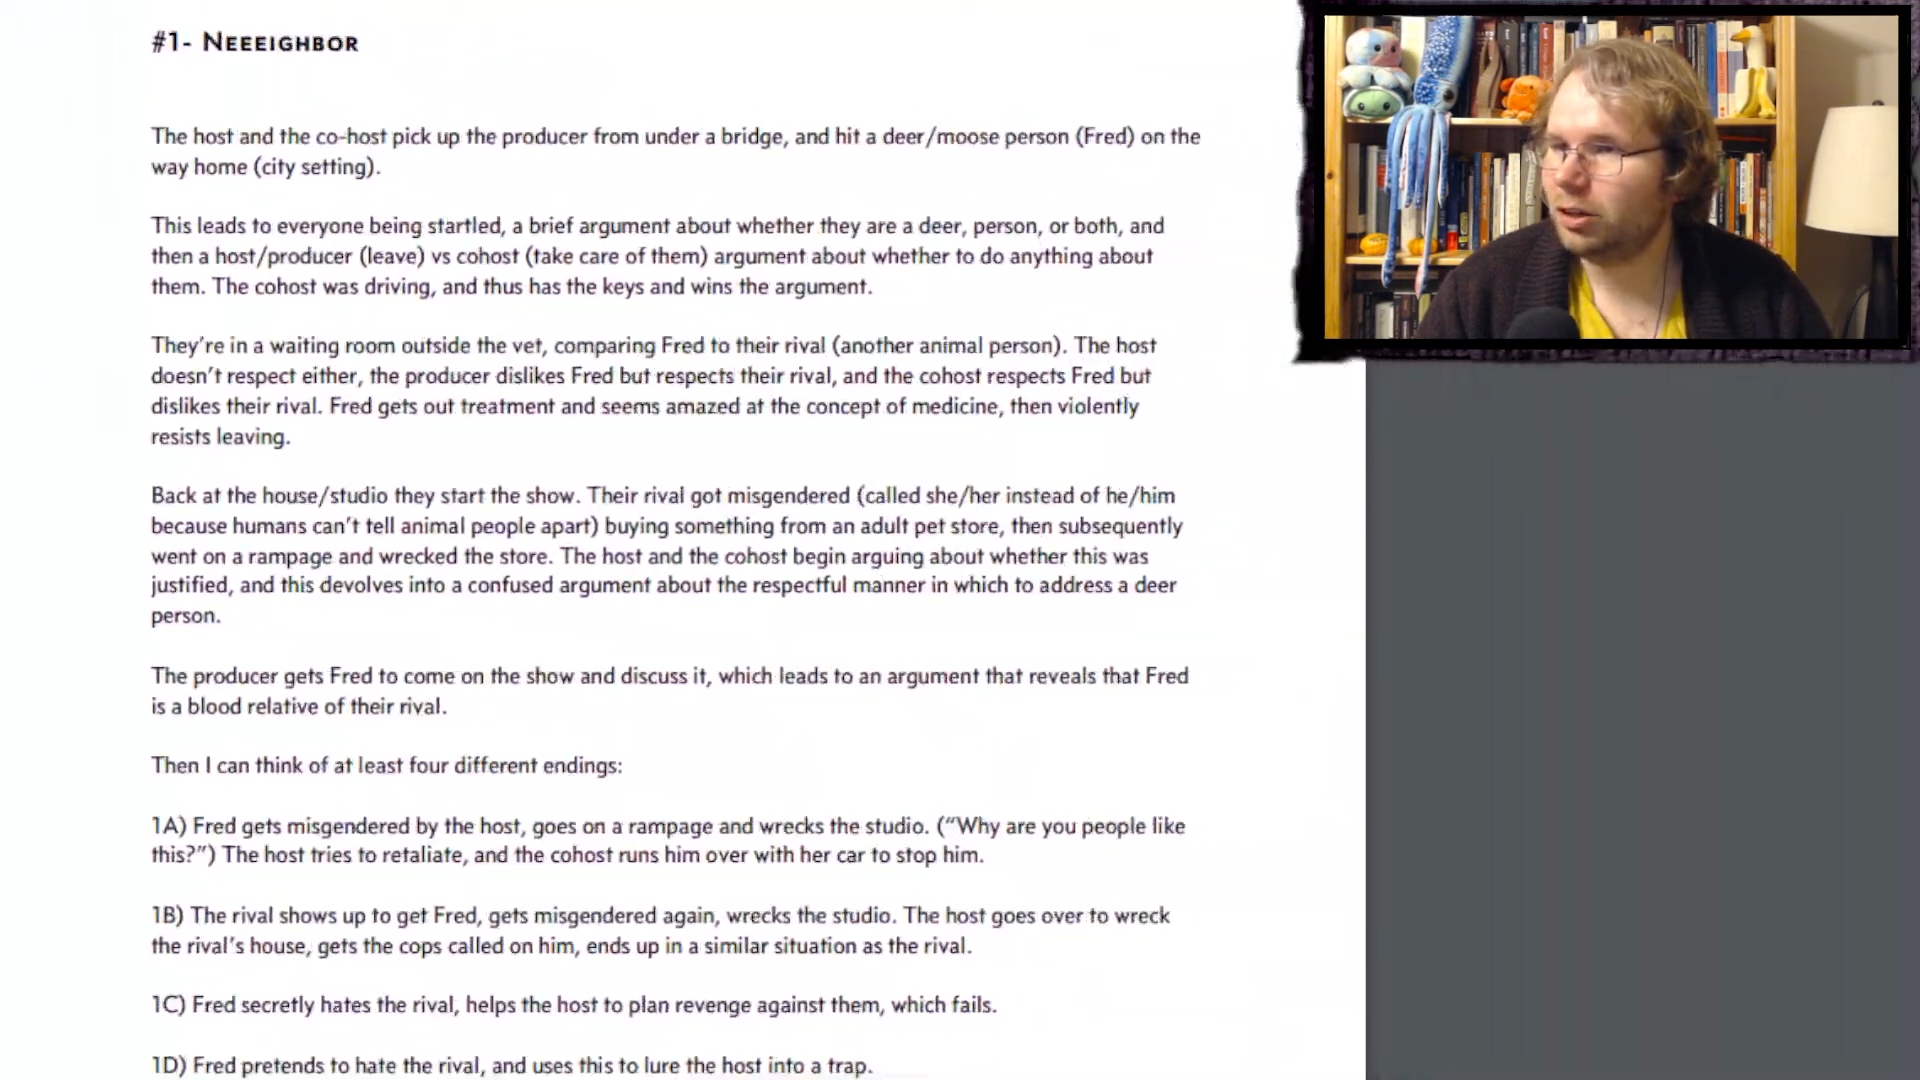 #1- Neeeighbor
The host and the co-host pick up the producer from under a bridge, and hit a deer/moose person (Fred) on the
way home (city setting).
This leads to everyone being startled, a brief argument about whether they are a deer, person, or both, and
then a host/producer (leave) vs cohost (take care of them) argument about whether to do anything about
them. The cohost was driving, and thus has the keys and wins the argument.
They're in a waiting room outside the vet, comparing Fred to their rival (another animal person). The host
doesn't respect either, the producer dislikes Fred but respects their rival, and the cohost respects Fred but
dislikes their rival. Fred gets out treatment and seems amazed at the concept of medicine, then violently
resists leaving.
Back at the house/studio they start the show. Their rival got misgendered (called she/her instead of he/him
because humans can't tell animal people apart) buying something from an adult pet store, then subsequently
went on a rampage and wrecked the store. The host and the cohost begin arguing about whether this was
justified, and this devolves into a confused argument about the respectful manner in which to address a deer
person.
The producer gets Fred to come on the show and discuss it, which leads to an argument that reveals that Fred
is a blood relative of their rival.
Then I can think of at least four different endings:
1A) Fred gets misgendered by the host, goes on a rampage and wrecks the studio. ("Why are you people like
this?") The host tries to retaliate, and the cohost runs him over with her car to stop him.
1B) The rival shows up to get Fred, gets misgendered again, wrecks the studio. The host goes over to wreck
the rival's house, gets the cops called on him, ends up in a similar situation as the rival.
1C) Fred secretly hates the rival, helps the host to plan revenge against them, which fails.
1D) Fred pretends to hate the rival, and uses this to lure the host into a trap.